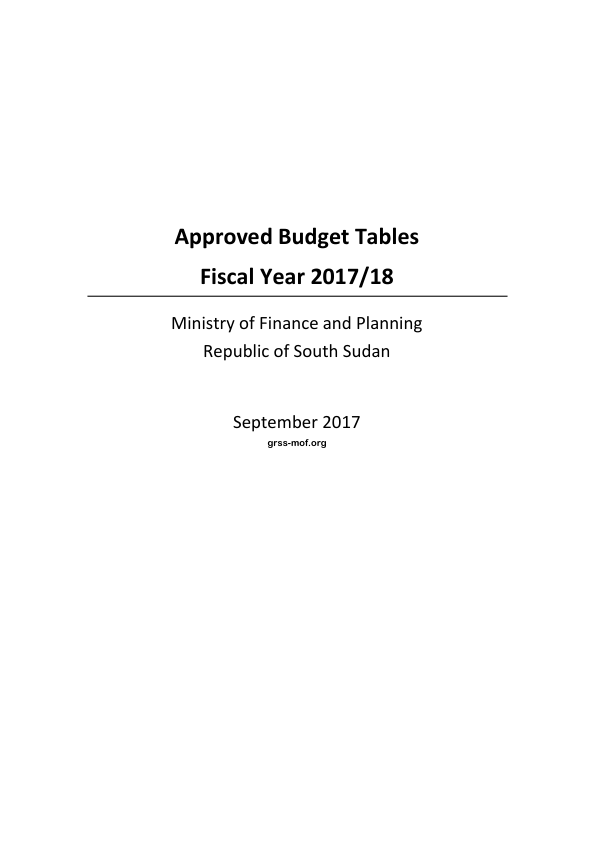 Approved Budget Tables
Fiscal Year 2017/18
Ministry of Finance and Planning
Republic of South Sudan
September 2017
grss-mof.org